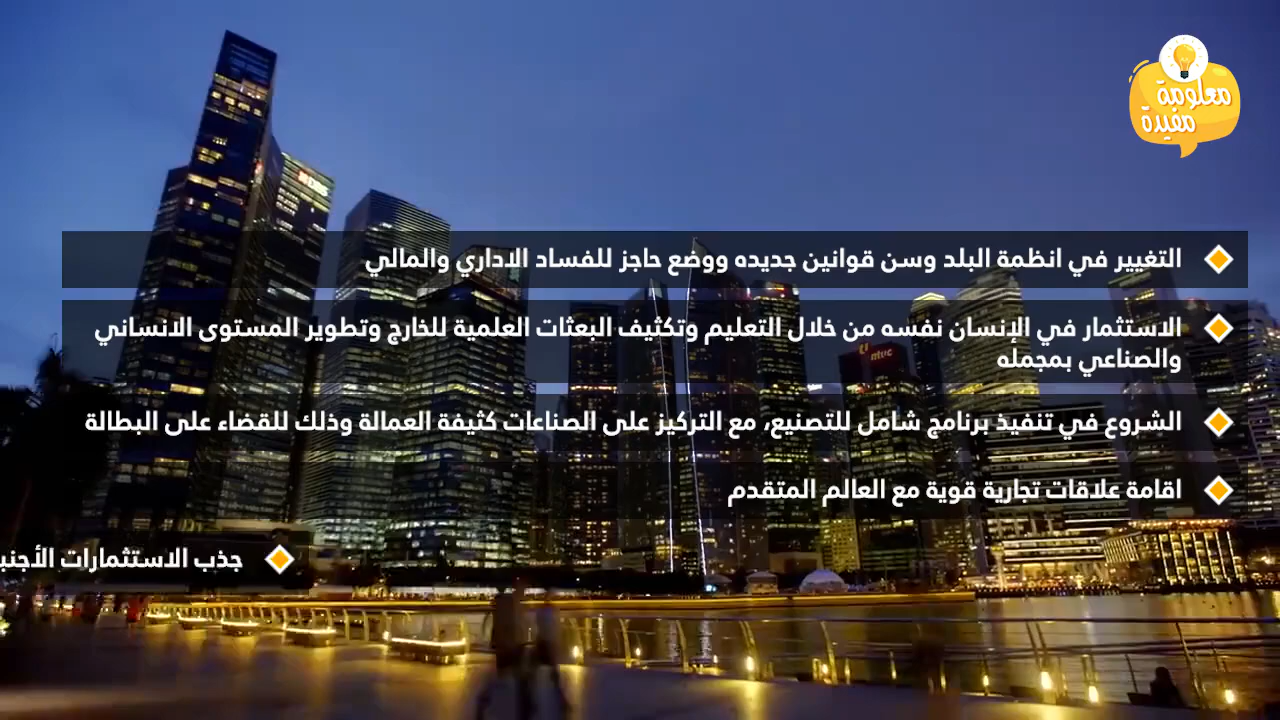 معلومة
مفيدة
DBS
التغيير في انظمة البلد وسن قوانين جديده ووضع حاجز للفساد الاداري والمالي
الاستثمار في الإنسان نفسه من خلال التعليم وتكثيف البعثات العلمية للخارج وتطوير المستوى الانساني
والصناعي بمجمله
ntuc
الشروع في تنفيذ برنامج شامل للتصنيع، مع التركيز على الصناعات كثيفة العمالة وذلك للقضاء على البطالة
اقامة علاقات تجارية قوية مع العالم المتقدم
جذب الاستثمارات